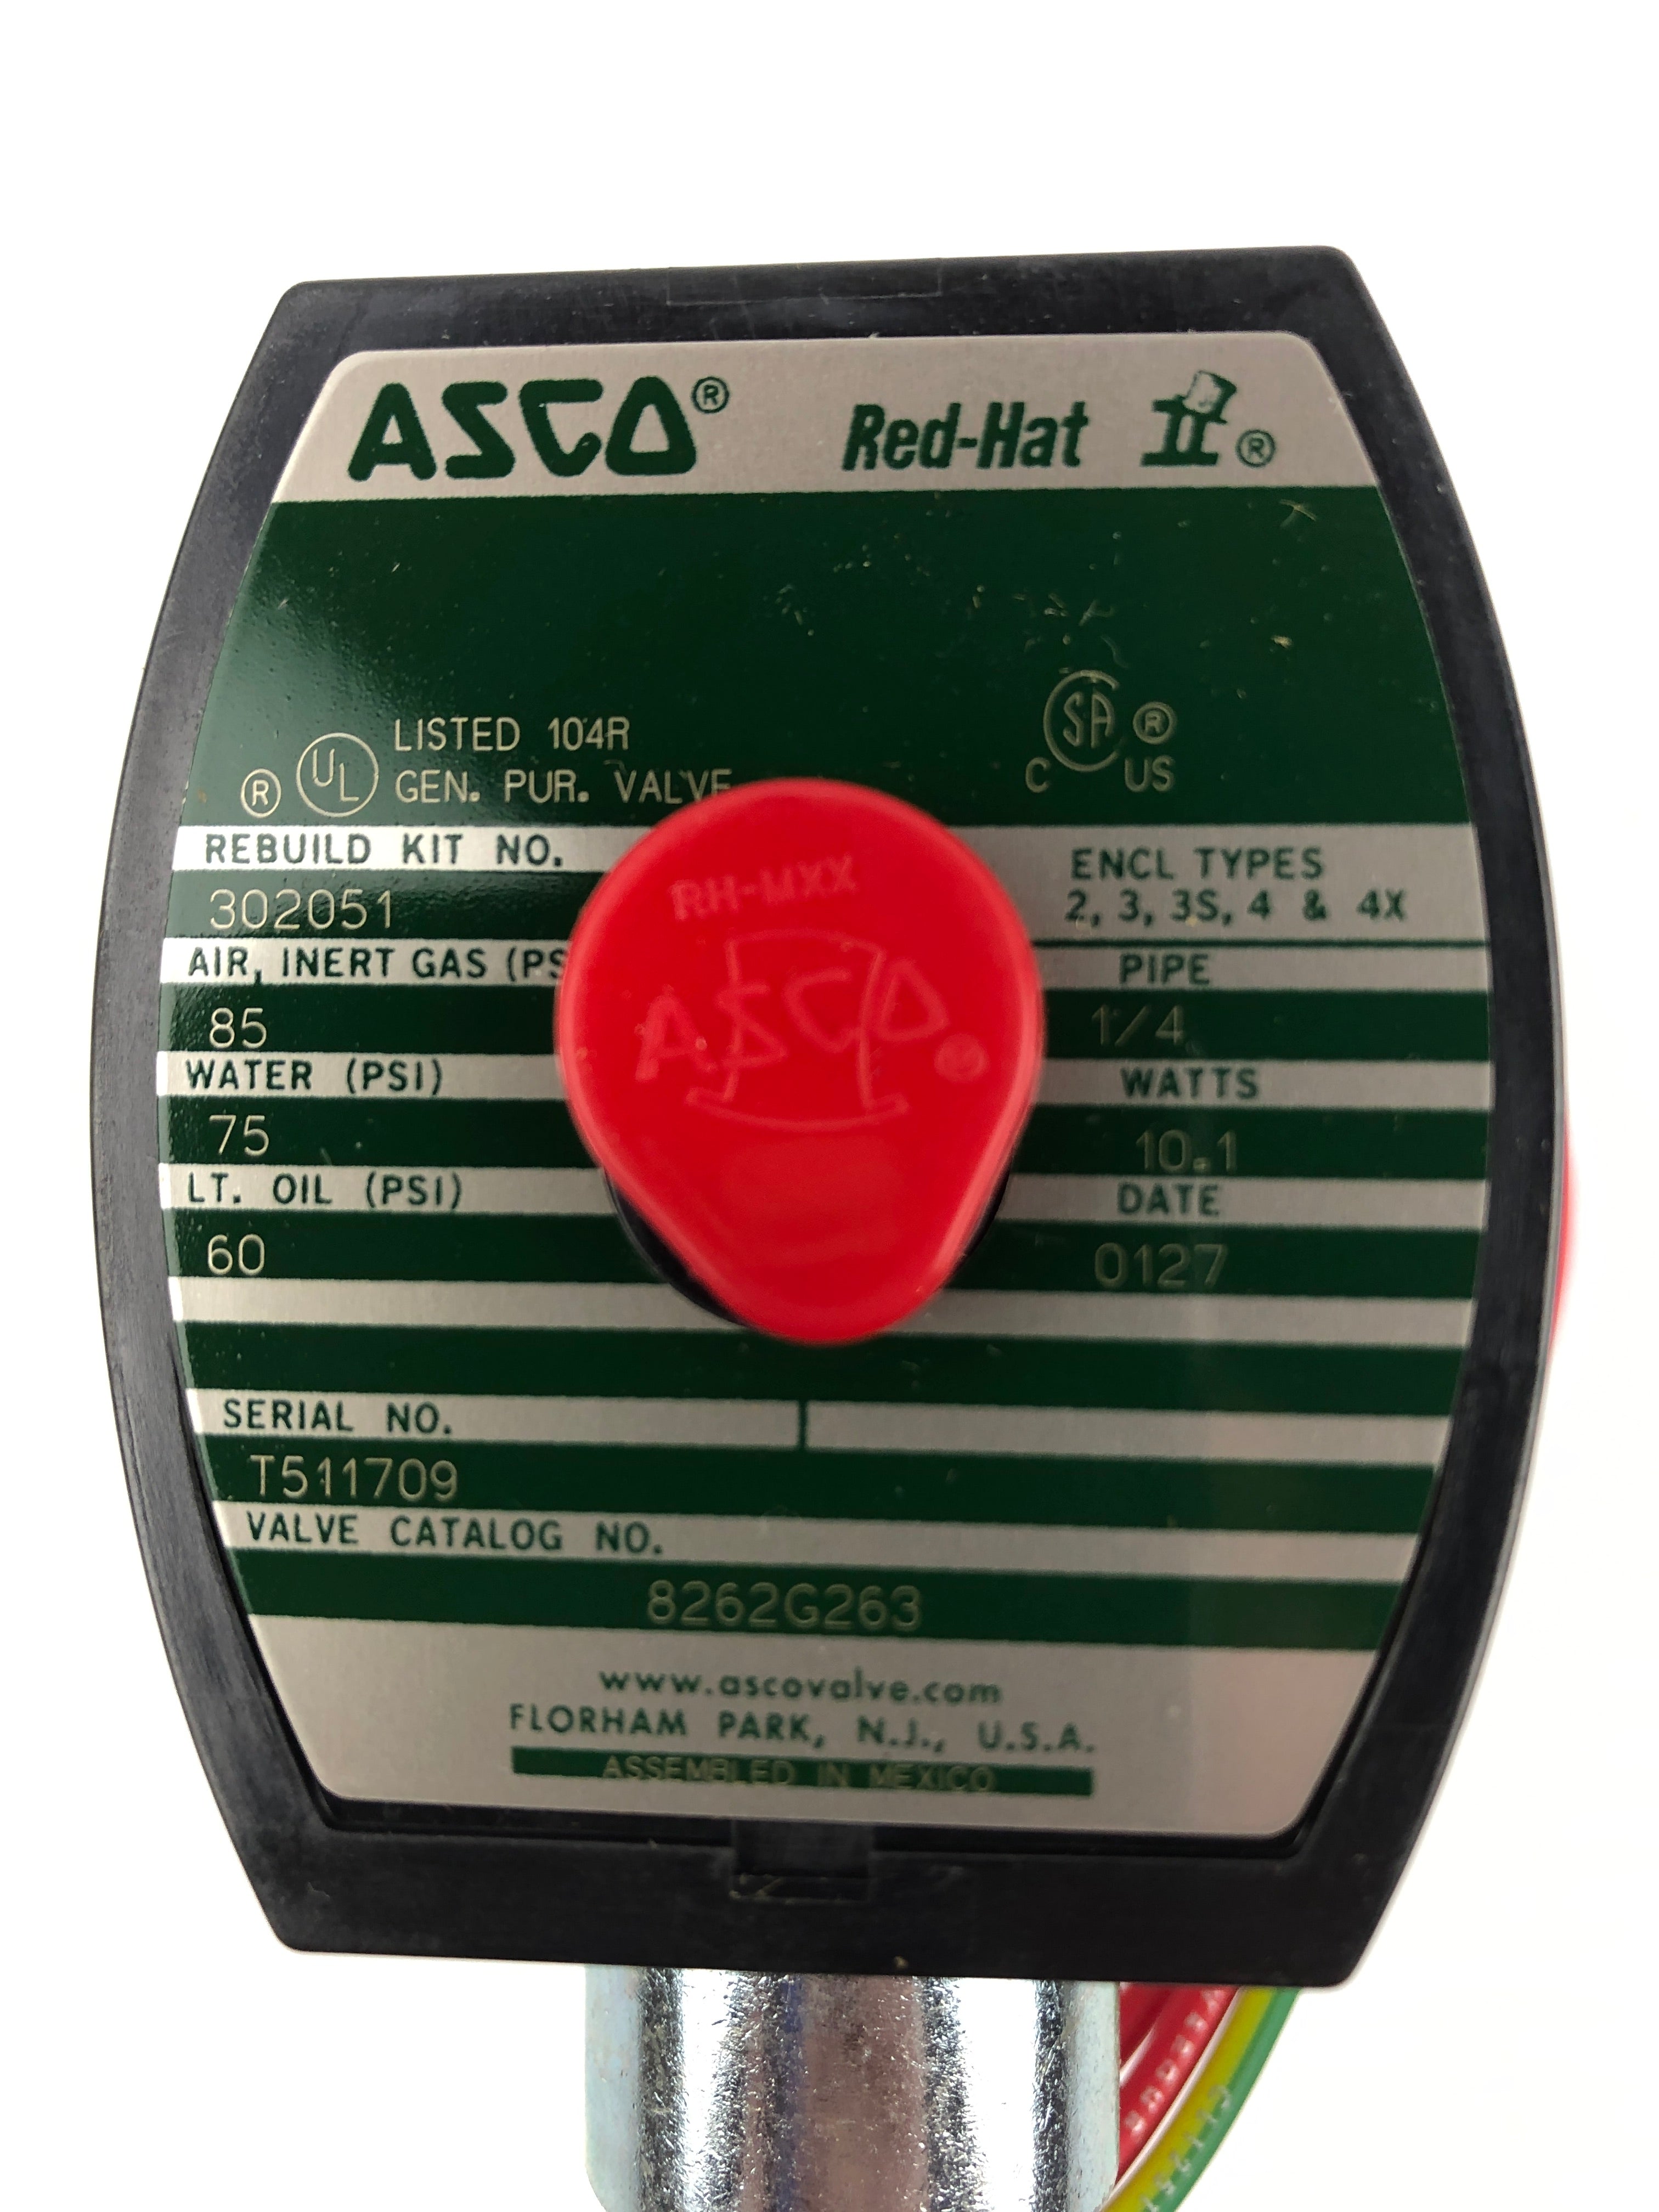 ASCO® Red-Hat II®
LISTED 104R
® UL GEN. PUR. VALVE
CSA® C US
REBUILD KIT NO.
302051
ENCL TYPES
2, 3, 3S, 4 & 4X
AIR, INERT GAS (PS
85
PIPE
1/4
WATER (PSI)
75
WATTS
10.1
LT. OIL (PSI)
60
DATE
0127
RH-MXX
ASCO®
SERIAL NO.
T511709
VALVE CATALOG NO.
8262G263
www.ascovalve.com
FLORHAM PARK, N.J., U.S.A.
ASSEMBLED IN MEXICO